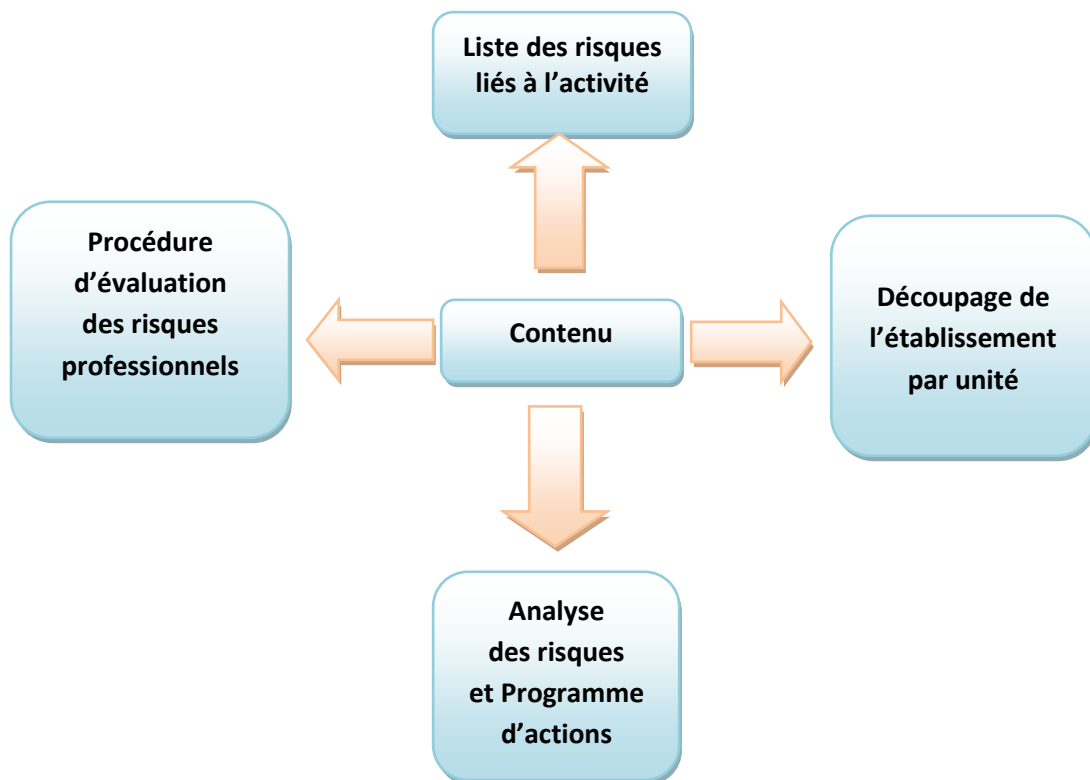 Liste des risques
liés à l’activité
Procédure
d’évaluation
des risques
professionnels
Contenu
Découpage de
l’établissement
par unité
Analyse
des risques
et Programme
d’actions